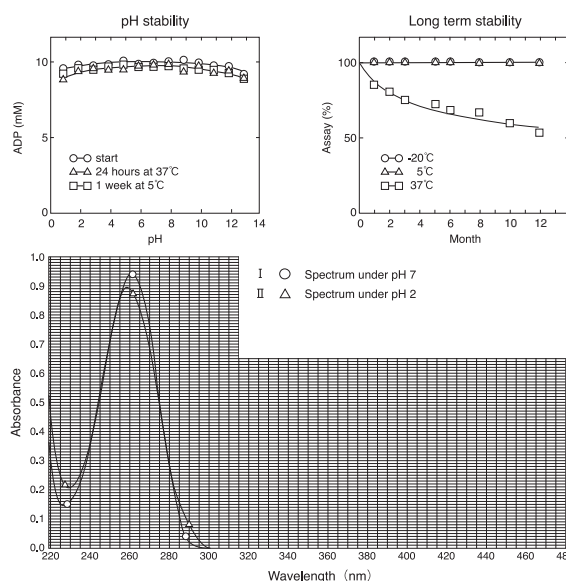 pH stability
ADP (mM)
10
5
0
start
24 hours at 37℃
1 week at 5℃
0 2 4 6 8 10 12 14
pH
Long term stability
Assay (%)
100
50
-20℃
5℃
37℃
0 2 4 6 8 10 12
Month
Absorbance
1.0
0.9
0.8
0.7
0.6
0.5
0.4
0.3
0.2
0.1
0.0
I Spectrum under pH 7
II Spectrum under pH 2
220 240 260 280 300 320 340 360 380 400 420 440 460 480
Wavelength (nm)